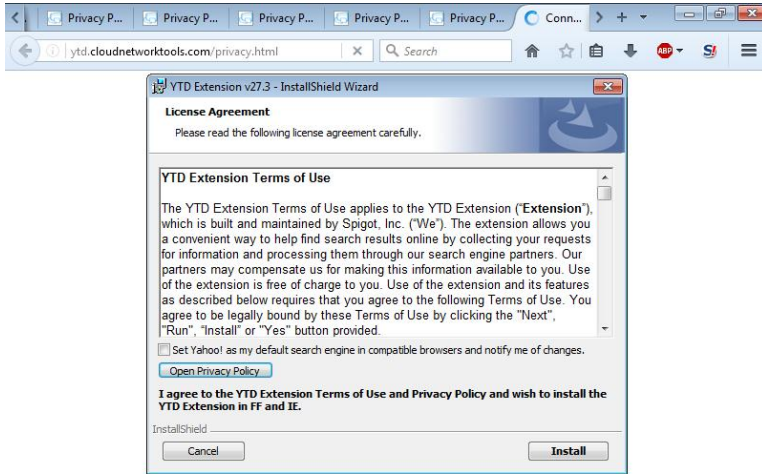 Privacy P...
Privacy P...
Privacy P...
Privacy P...
Privacy P...
Conn...
ytd.cloudnetworktools.com/privacy.html
Search
ABP
S!
YTD Extension v27.3 - InstallShield Wizard
License Agreement
Please read the following license agreement carefully.
YTD Extension Terms of Use
The YTD Extension Terms of Use applies to the YTD Extension (“Extension”),
which is built and maintained by Spigot, Inc. (“We”). The extension allows you
a convenient way to help find search results online by collecting your requests
for information and processing them through our search engine partners. Our
partners may compensate us for making this information available to you. Use
of the extension is free of charge to you. Use of the extension and its features
as described below requires that you agree to the following Terms of Use. You
agree to be legally bound by these Terms of Use by clicking the "Next",
"Run", “Install” or "Yes" button provided.
Set Yahoo! as my default search engine in compatible browsers and notify me of changes.
Open Privacy Policy
I agree to the YTD Extension Terms of Use and Privacy Policy and wish to install the
YTD Extension in FF and IE.
InstallShield
Cancel
Install